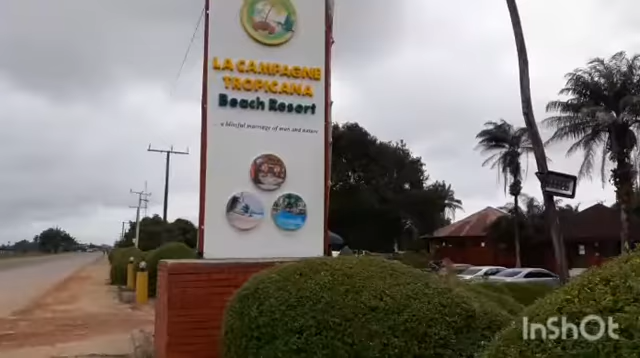 LA CAMPAGNE
TROPICANA
Beach Resort
...a blissful marriage of man and nature
InShOt